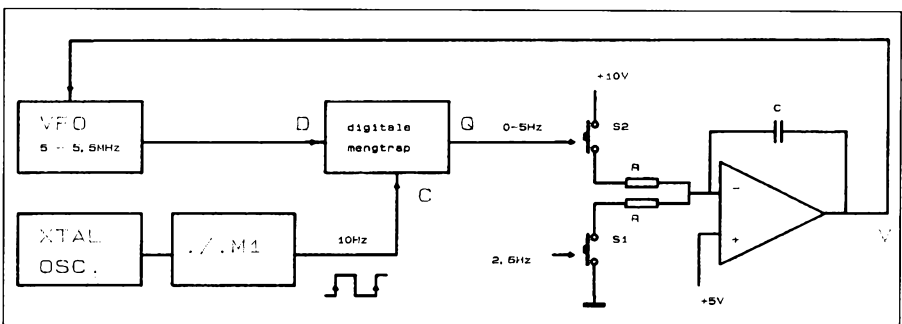 VFO
5 - 5,5MHz
D
digitale
mengtrap
Q
0-5Hz
+10V
S2
C
R
-
R
C
XTAL
OSC.
./.M1
10Hz
2,5Hz
S1
+
+5V
V